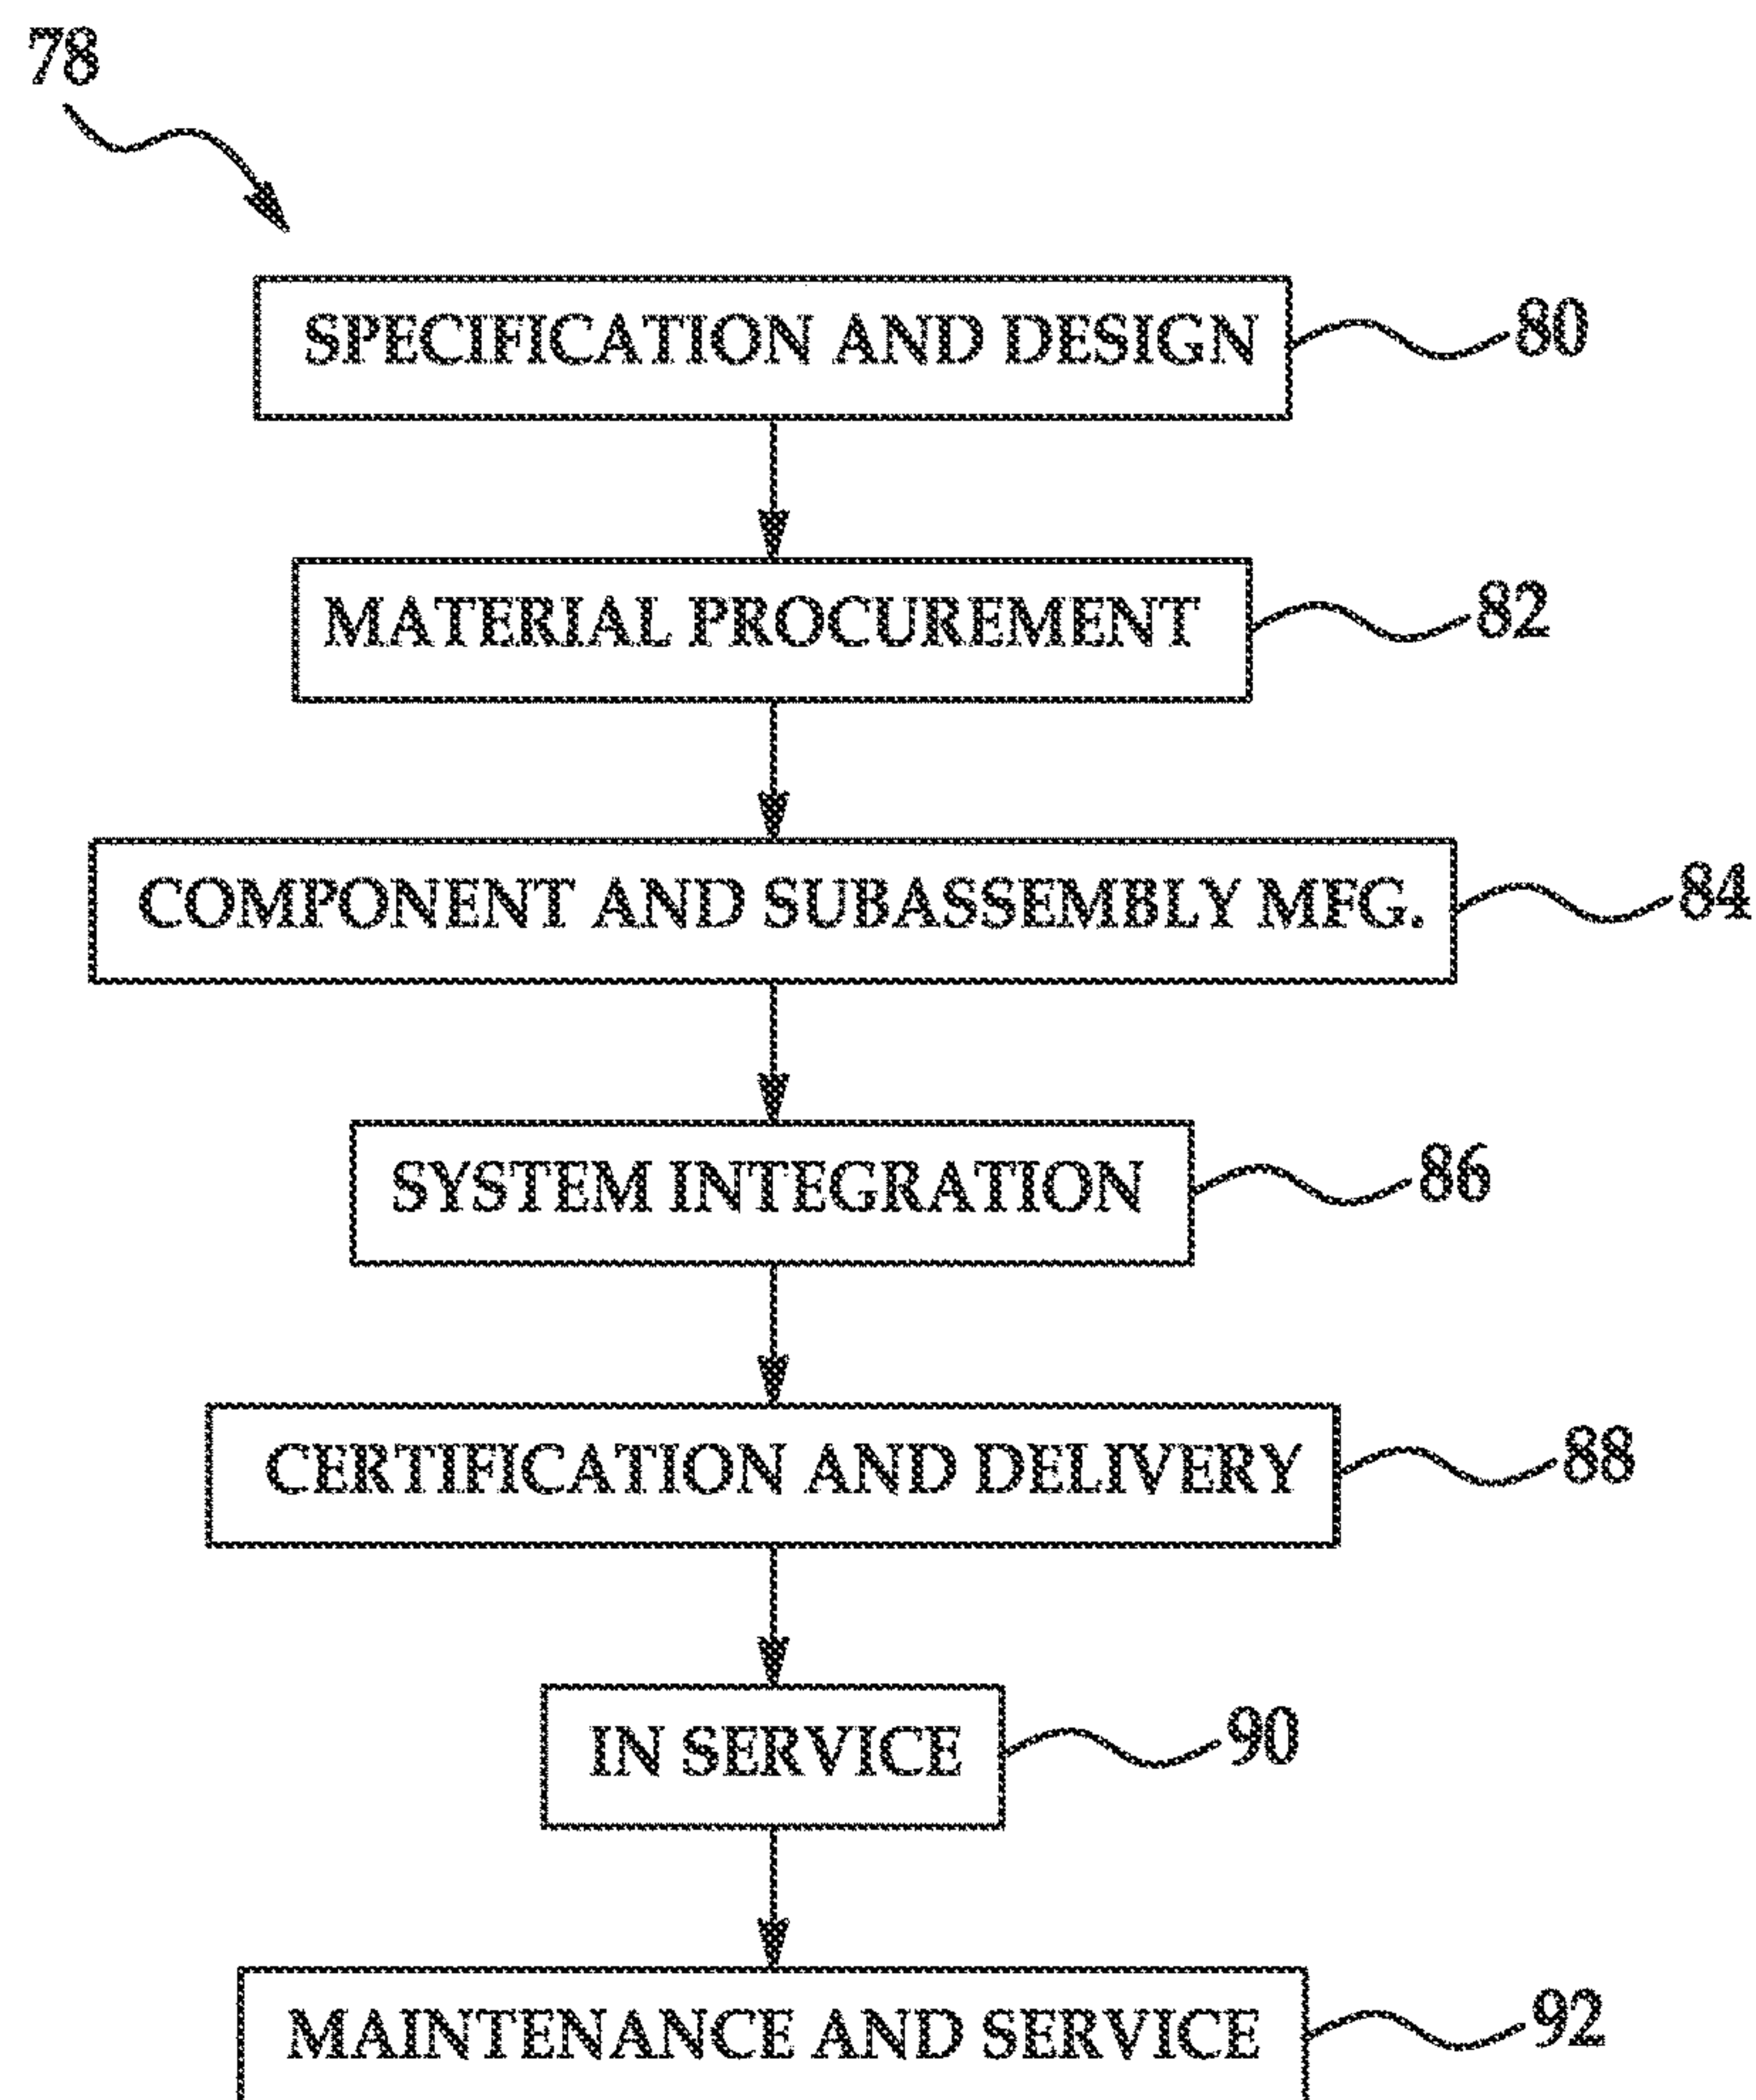 78
SPECIFICATION AND DESIGN 80
MATERIAL PROCUREMENT 82
COMPONENT AND SUBASSEMBLY MFG. 84
SYSTEM INTEGRATION 86
CERTIFICATION AND DELIVERY 88
IN SERVICE 90
MAINTENANCE AND SERVICE 92